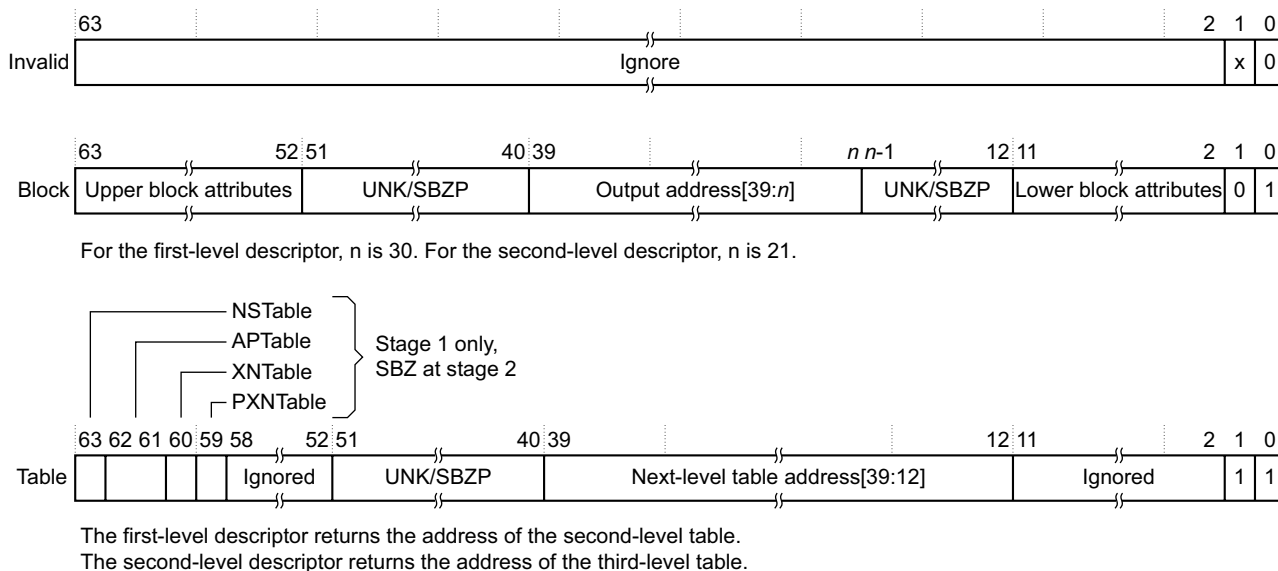 63 2 1 0
Invalid Ignore x 0
63 52 51 40 39 n n-1 12 11 2 1 0
Block Upper block attributes UNK/SBZP Output address[39:n] UNK/SBZP Lower block attributes 0 1
For the first-level descriptor, n is 30. For the second-level descriptor, n is 21.
NSTable
APTable
XNTable
PXNTable
Stage 1 only,
SBZ at stage 2
63 62 61 60 59 58 52 51 40 39 12 11 2 1 0
Table Ignored UNK/SBZP Next-level table address[39:12] Ignored 1 1
The first-level descriptor returns the address of the second-level table.
The second-level descriptor returns the address of the third-level table.